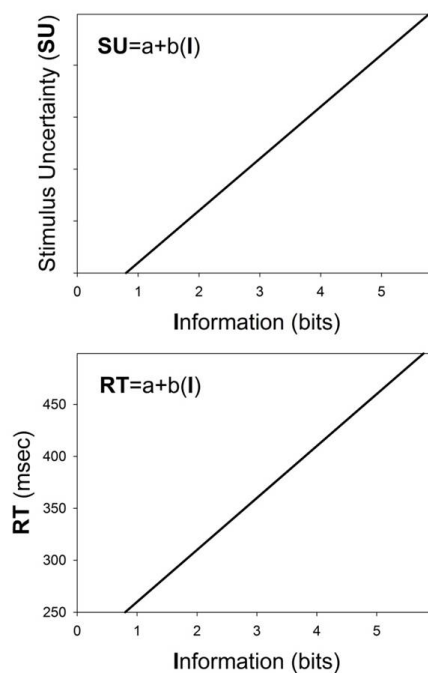 SU=a+b(I)
Stimulus Uncertainty (SU)
0 1 2 3 4 5
Information (bits)
RT=a+b(I)
RT (msec)
450
400
350
300
250
0 1 2 3 4 5
Information (bits)